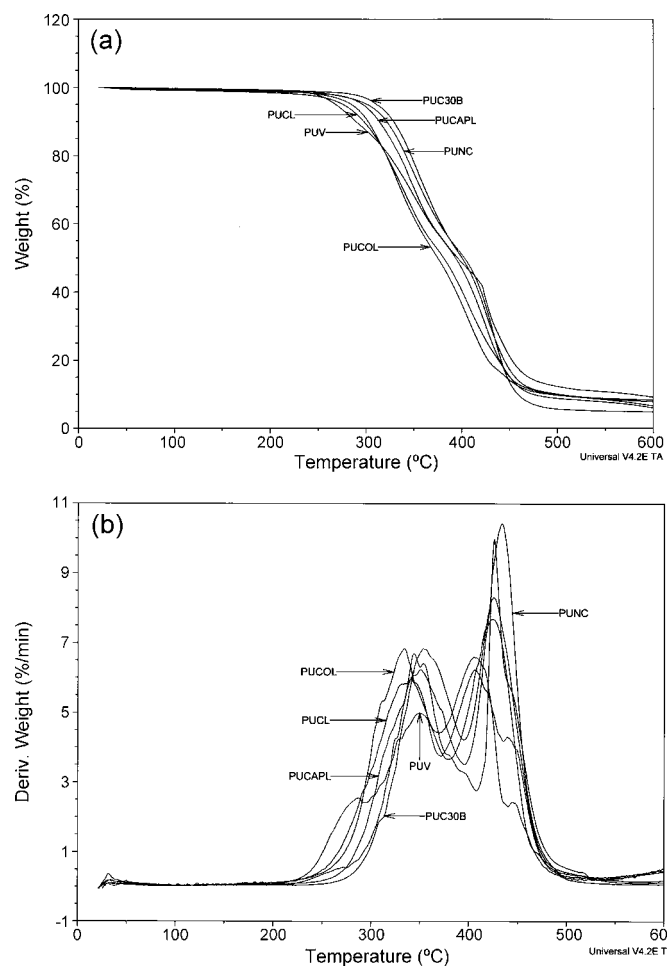 (a)
120
100
80
60
40
20
0
Weight (%)
PUC30B
PUCL
PUCAPL
PUV
PUNC
PUCOL
0 100 200 300 400 500 600
Temperature (ºC)
Universal V4.2E TA
(b)
11
9
7
5
3
1
-1
Deriv. Weight (%/min)
PUNC
PUCOL
PUCL
PUV
PUCAPL
PUC30B
0 100 200 300 400 500 60
Temperature (ºC)
Universal V4.2E T